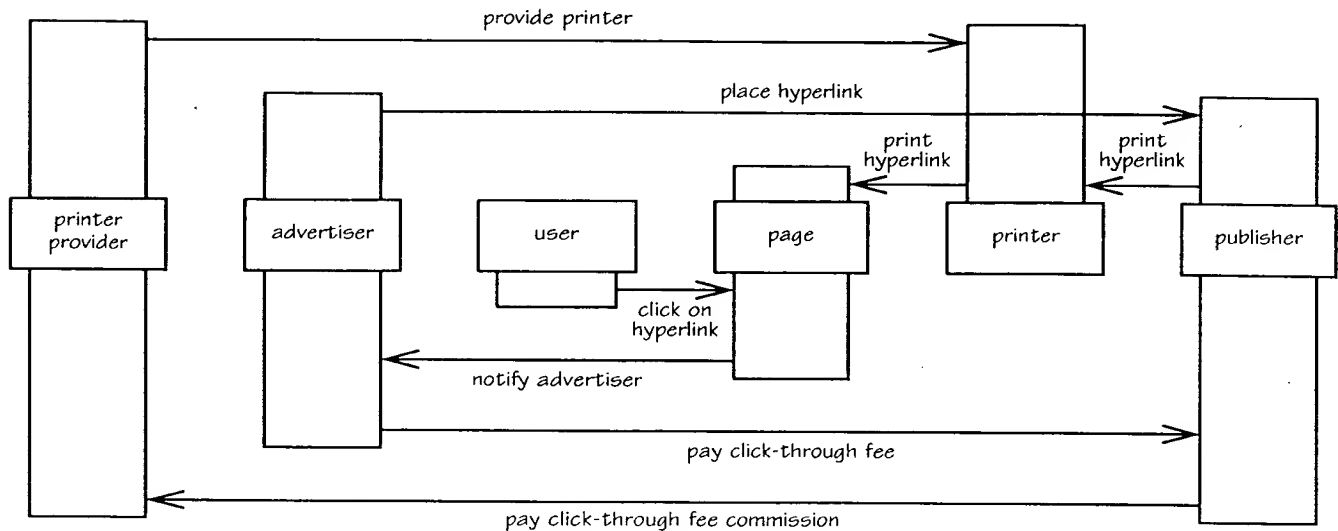 provide printer
place hyperlink
print
hyperlink
print
hyperlink
printer
provider
advertiser
user
page
printer
publisher
click on
hyperlink
notify advertiser
pay click-through fee
pay click-through fee commission